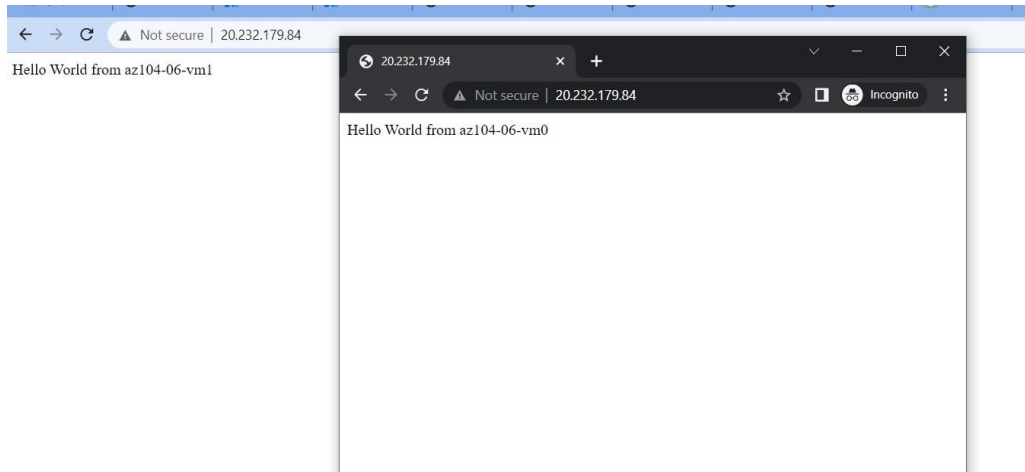 Not secure | 20.232.179.84
Hello World from az104-06-vm1
20.232.179.84
Not secure | 20.232.179.84
Incognito
Hello World from az104-06-vm0